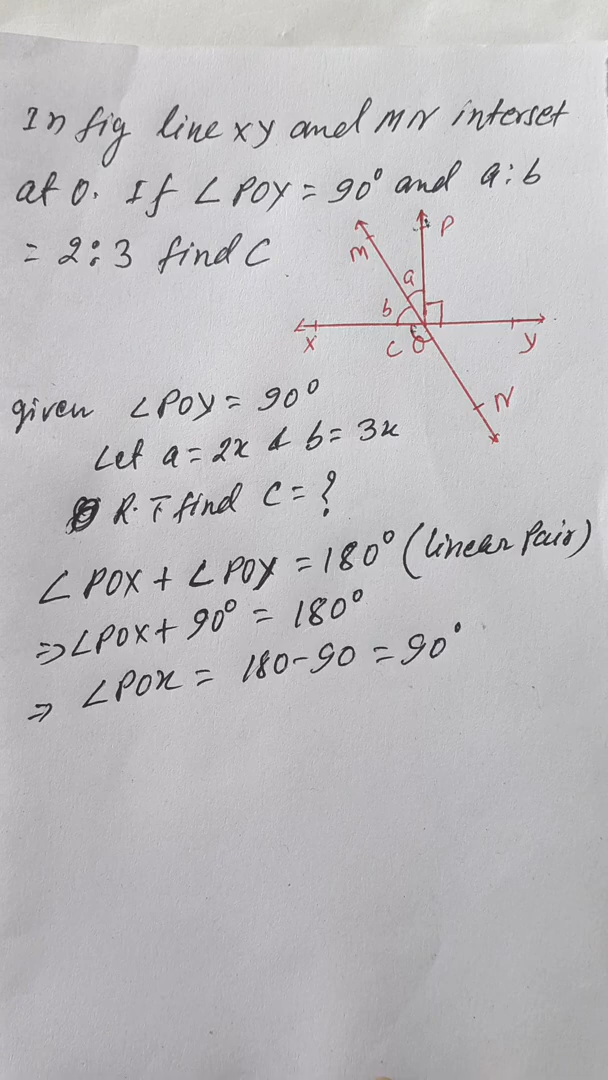 In fig line xy and MN interset
at O. If ∠POY = 90° and a:b
= 2:3 find C
P
M
a
b
X
C
O
Y
N
given ∠POY = 90°
Let a = 2x & b = 3x
R.T find C = ?
∠POX + ∠POY = 180° (linear Pair)
⇒ ∠POX + 90° = 180°
⇒ ∠POX = 180-90 = 90°